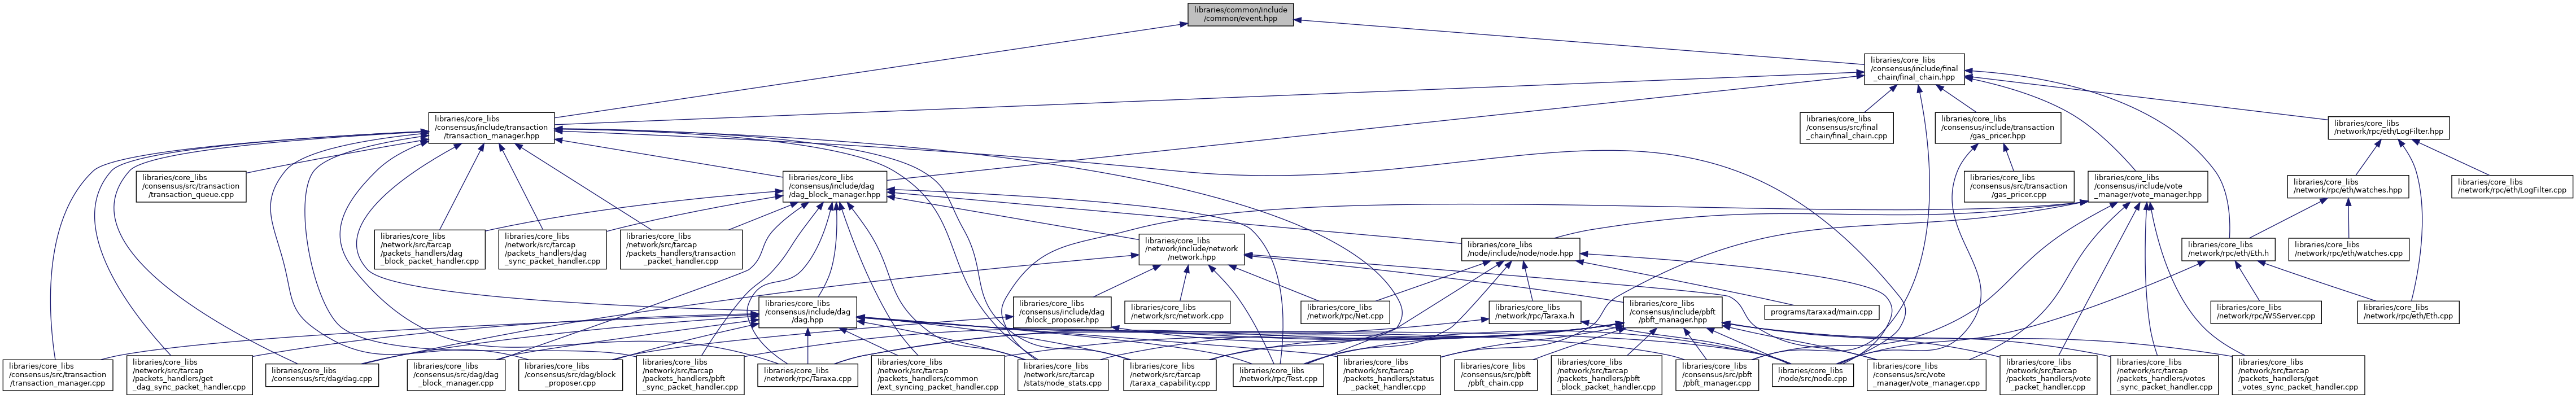 libraries/common/include
/common/event.hpp
libraries/core_libs
/consensus/include/final
_chain/final_chain.hpp
libraries/core_libs
/consensus/include/transaction
/transaction_manager.hpp
libraries/core_libs
/consensus/src/final
_chain/final_chain.cpp
libraries/core_libs
/consensus/include/transaction
/gas_pricer.hpp
libraries/core_libs
/network/rpc/eth/LogFilter.hpp
libraries/core_libs
/consensus/src/transaction
/transaction_queue.cpp
libraries/core_libs
/consensus/include/dag
/dag_block_manager.hpp
libraries/core_libs
/consensus/src/transaction
/gas_pricer.cpp
libraries/core_libs
/consensus/include/vote
_manager/vote_manager.hpp
libraries/core_libs
/network/rpc/eth/watches.hpp
libraries/core_libs
/network/rpc/eth/LogFilter.cpp
libraries/core_libs
/network/src/tarcap
/packets_handlers/dag
_block_packet_handler.cpp
libraries/core_libs
/network/src/tarcap
/packets_handlers/dag
_sync_packet_handler.cpp
libraries/core_libs
/network/src/tarcap
/packets_handlers/transaction
_packet_handler.cpp
libraries/core_libs
/network/include/network
/network.hpp
libraries/core_libs
/node/include/node/node.hpp
libraries/core_libs
/network/rpc/eth/Eth.h
libraries/core_libs
/network/rpc/eth/watches.cpp
libraries/core_libs
/consensus/include/dag
/dag.hpp
libraries/core_libs
/consensus/include/dag
/block_proposer.hpp
libraries/core_libs
/network/src/network.cpp
libraries/core_libs
/network/rpc/Net.cpp
libraries/core_libs
/network/rpc/Taraxa.h
libraries/core_libs
/consensus/include/pbft
/pbft_manager.hpp
programs/taraxad/main.cpp
libraries/core_libs
/network/rpc/WSServer.cpp
libraries/core_libs
/network/rpc/eth/Eth.cpp
libraries/core_libs
/consensus/src/transaction
/transaction_manager.cpp
libraries/core_libs
/network/src/tarcap
/packets_handlers/get
_dag_sync_packet_handler.cpp
libraries/core_libs
/consensus/src/dag/dag.cpp
libraries/core_libs
/consensus/src/dag/dag
_block_manager.cpp
libraries/core_libs
/consensus/src/dag/block
_proposer.cpp
libraries/core_libs
/network/src/tarcap
/packets_handlers/pbft
_sync_packet_handler.cpp
libraries/core_libs
/network/rpc/Taraxa.cpp
libraries/core_libs
/network/src/tarcap
/packets_handlers/common
/ext_syncing_packet_handler.cpp
libraries/core_libs
/network/src/tarcap
/stats/node_stats.cpp
libraries/core_libs
/network/src/tarcap
/taraxa_capability.cpp
libraries/core_libs
/network/rpc/Test.cpp
libraries/core_libs
/network/src/tarcap
/packets_handlers/status
_packet_handler.cpp
libraries/core_libs
/consensus/src/pbft
/pbft_chain.cpp
libraries/core_libs
/network/src/tarcap
/packets_handlers/pbft
_block_packet_handler.cpp
libraries/core_libs
/consensus/src/pbft
/pbft_manager.cpp
libraries/core_libs
/node/src/node.cpp
libraries/core_libs
/consensus/src/vote
_manager/vote_manager.cpp
libraries/core_libs
/network/src/tarcap
/packets_handlers/vote
_packet_handler.cpp
libraries/core_libs
/network/src/tarcap
/packets_handlers/votes
_sync_packet_handler.cpp
libraries/core_libs
/network/src/tarcap
/packets_handlers/get
_votes_sync_packet_handler.cpp